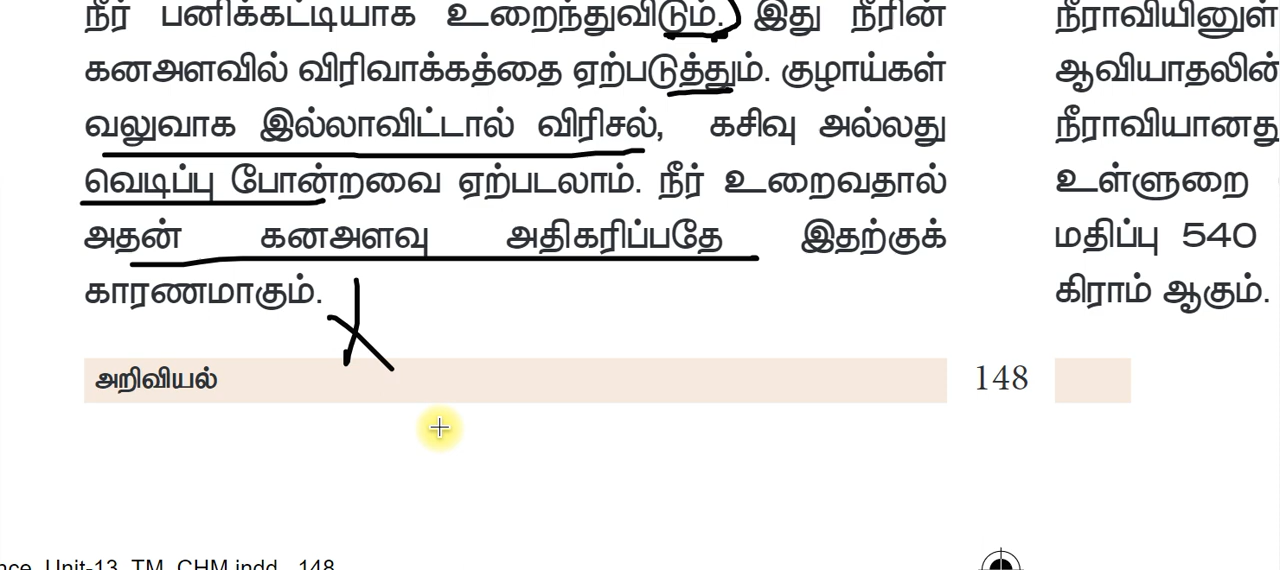 நீர் பனிக்கட்டியாக உறைந்துவிடும்.) இது நீரின்
கனஅளவில் விரிவாக்கத்தை ஏற்படுத்தும். குழாய்கள்
வலுவாக இல்லாவிட்டால் விரிசல், கசிவு அல்லது
வெடிப்பு போன்றவை ஏற்படலாம். நீர் உறைவதால்
அதன் கனஅளவு அதிகரிப்பதே இதற்குக்
காரணமாகும்.
அறிவியல்
148
நீராவியினுள்
ஆவியாதலின்
நீராவியானது
உள்ளுறை
மதிப்பு 540
கிராம் ஆகும்.
nce_Unit-13_TM_CHM.indd 148